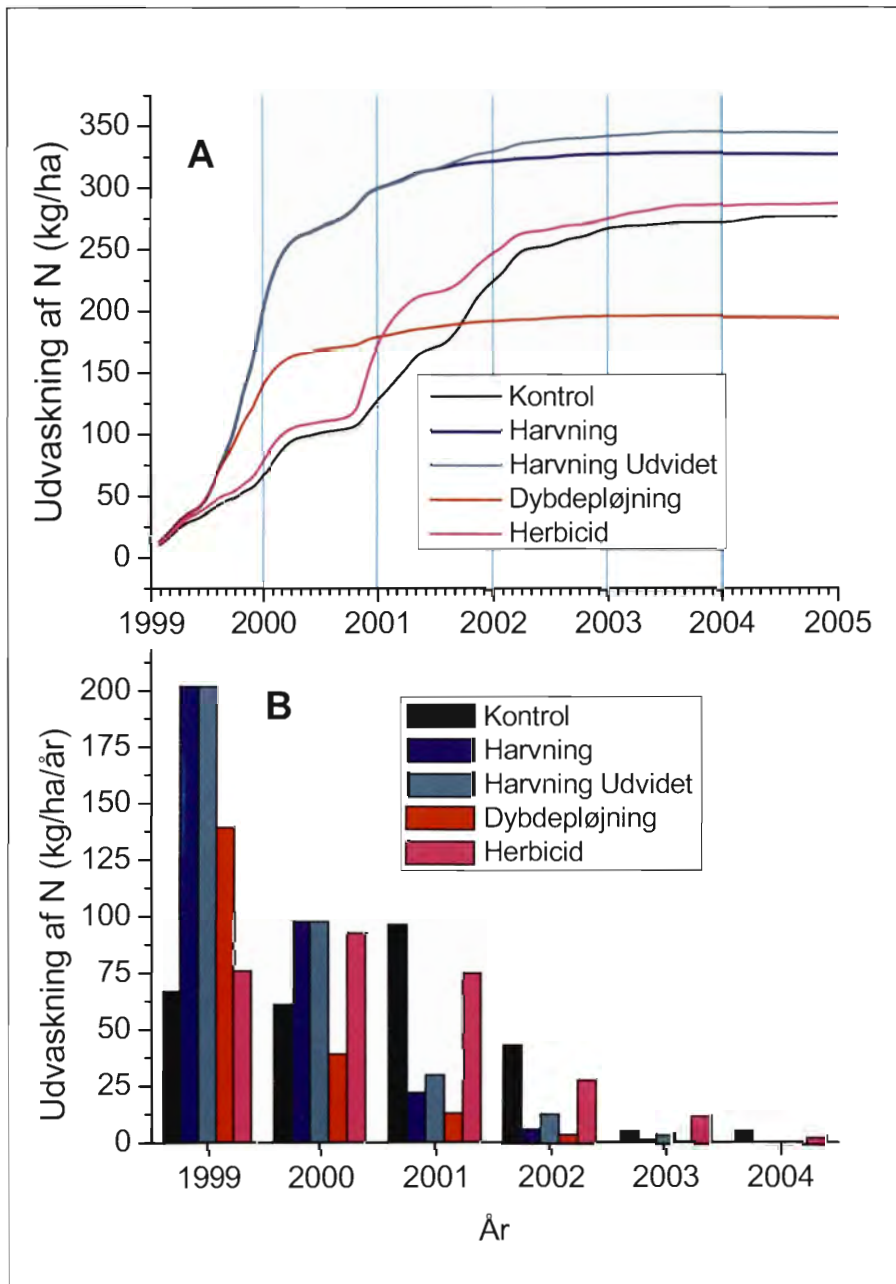 A
Udvaskning af N (kg/ha)
350
300
250
200
150
100
50
0
Kontrol
Harvning
Harvning Udvidet
Dybdepløjning
Herbicid
1999 2000 2001 2002 2003 2004 2005
B
Udvaskning af N (kg/ha/år)
200
175
150
125
100
75
50
25
0
Kontrol
Harvning
Harvning Udvidet
Dybdepløjning
Herbicid
1999 2000 2001 2002 2003 2004
År